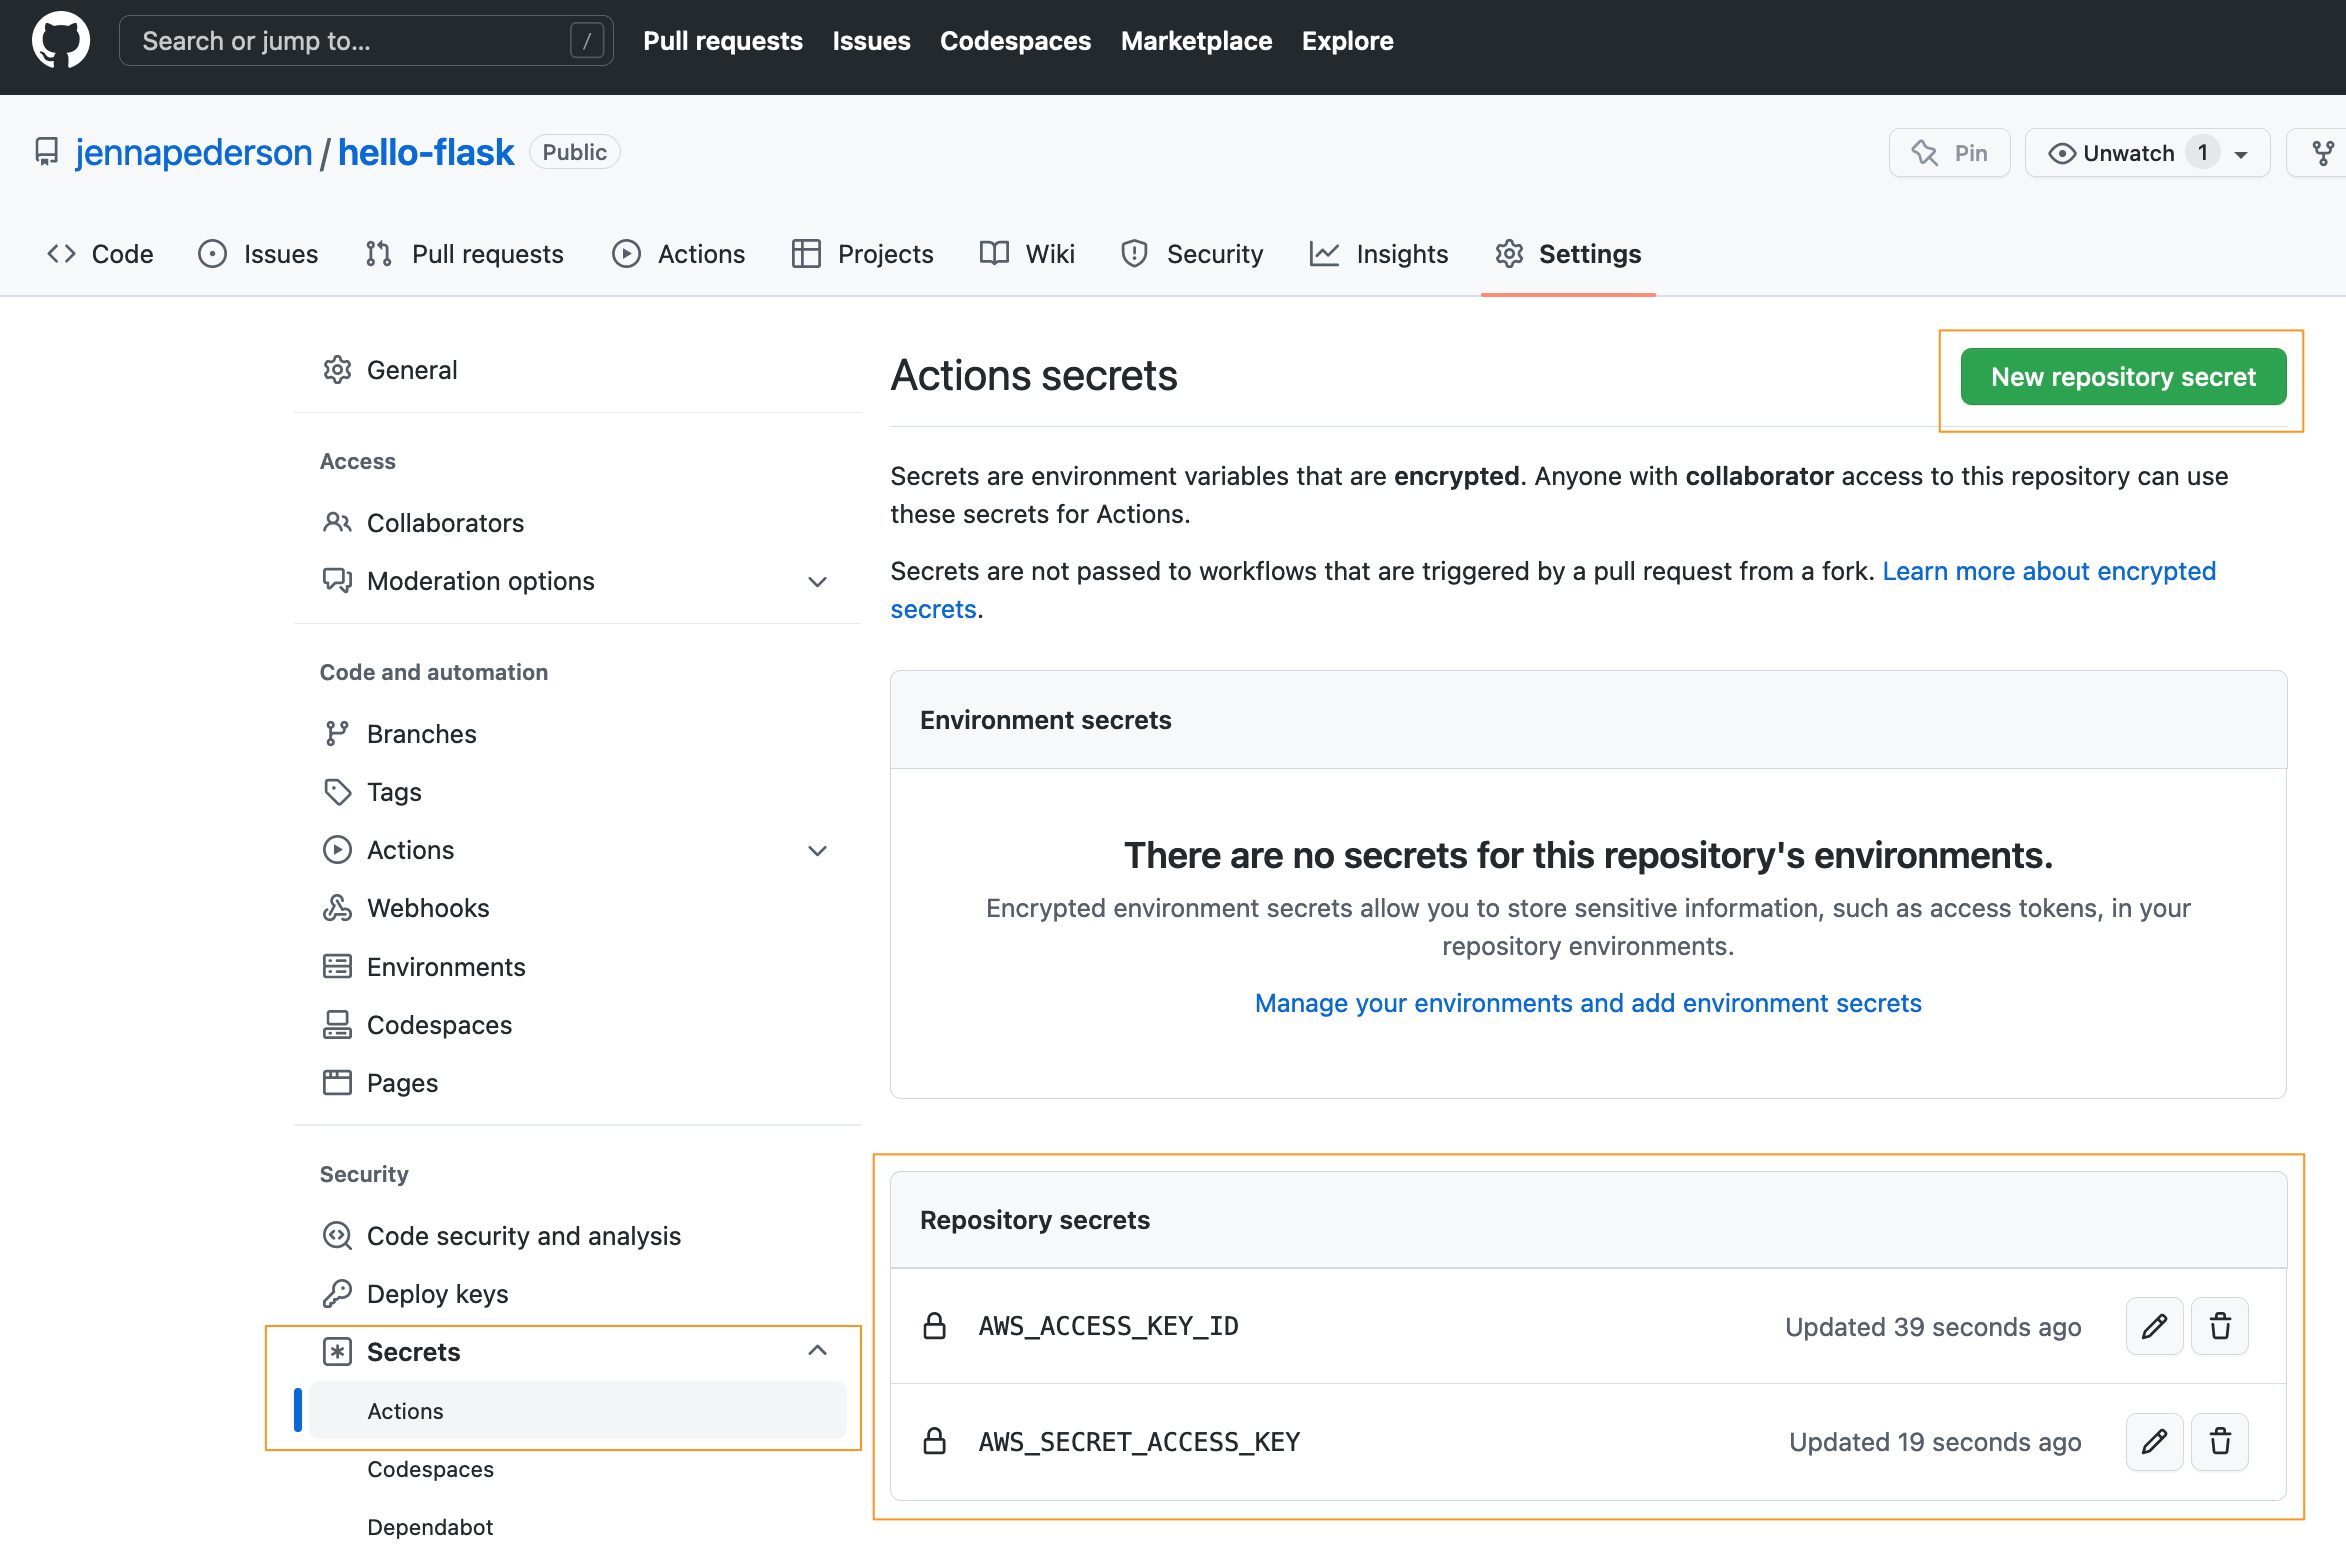 Search or jump to... /
Pull requests Issues Codespaces Marketplace Explore
jennapederson / hello-flask Public
Pin Unwatch 1
Code Issues Pull requests Actions Projects Wiki Security Insights Settings
General
Access
Collaborators
Moderation options
Code and automation
Branches
Tags
Actions
Webhooks
Environments
Codespaces
Pages
Security
Code security and analysis
Deploy keys
Secrets
Actions
Codespaces
Dependabot
Actions secrets
New repository secret
Secrets are environment variables that are encrypted. Anyone with collaborator access to this repository can use
these secrets for Actions.
Secrets are not passed to workflows that are triggered by a pull request from a fork. Learn more about encrypted
secrets.
Environment secrets
There are no secrets for this repository's environments.
Encrypted environment secrets allow you to store sensitive information, such as access tokens, in your
repository environments.
Manage your environments and add environment secrets
Repository secrets
AWS_ACCESS_KEY_ID Updated 39 seconds ago
AWS_SECRET_ACCESS_KEY Updated 19 seconds ago